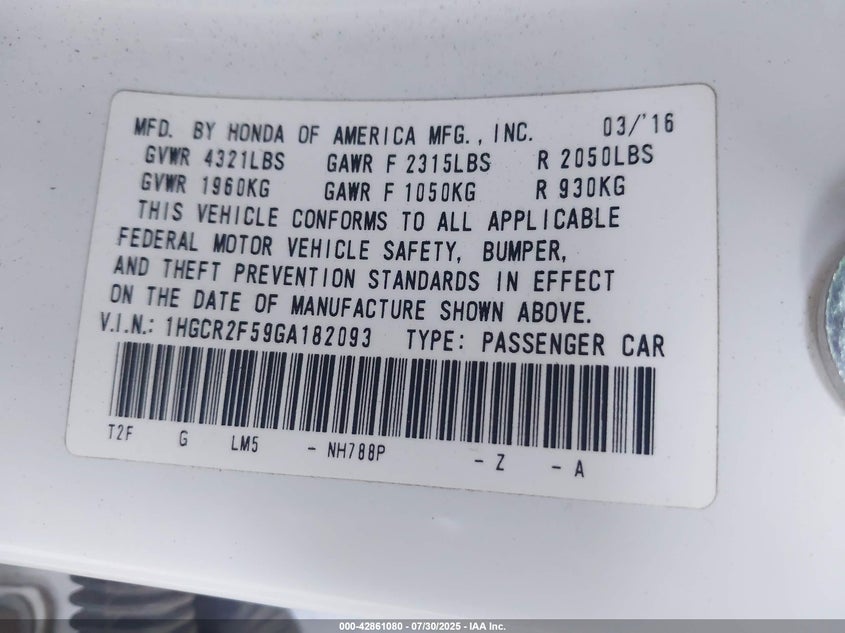 MFD. BY HONDA OF AMERICA MFG., INC. 03/'16
GVWR 4321LBS GAWR F 2315LBS R 2050LBS
GVWR 1960KG GAWR F 1050KG R 930KG
THIS VEHICLE CONFORMS TO ALL APPLICABLE
FEDERAL MOTOR VEHICLE SAFETY, BUMPER,
AND THEFT PREVENTION STANDARDS IN EFFECT
ON THE DATE OF MANUFACTURE SHOWN ABOVE.
V.I.N.: 1HGCR2F59GA182093 TYPE: PASSENGER CAR
T2F G LM5 - NH788P - Z - A
000-42861080 - 07/30/2025 - IAA Inc.